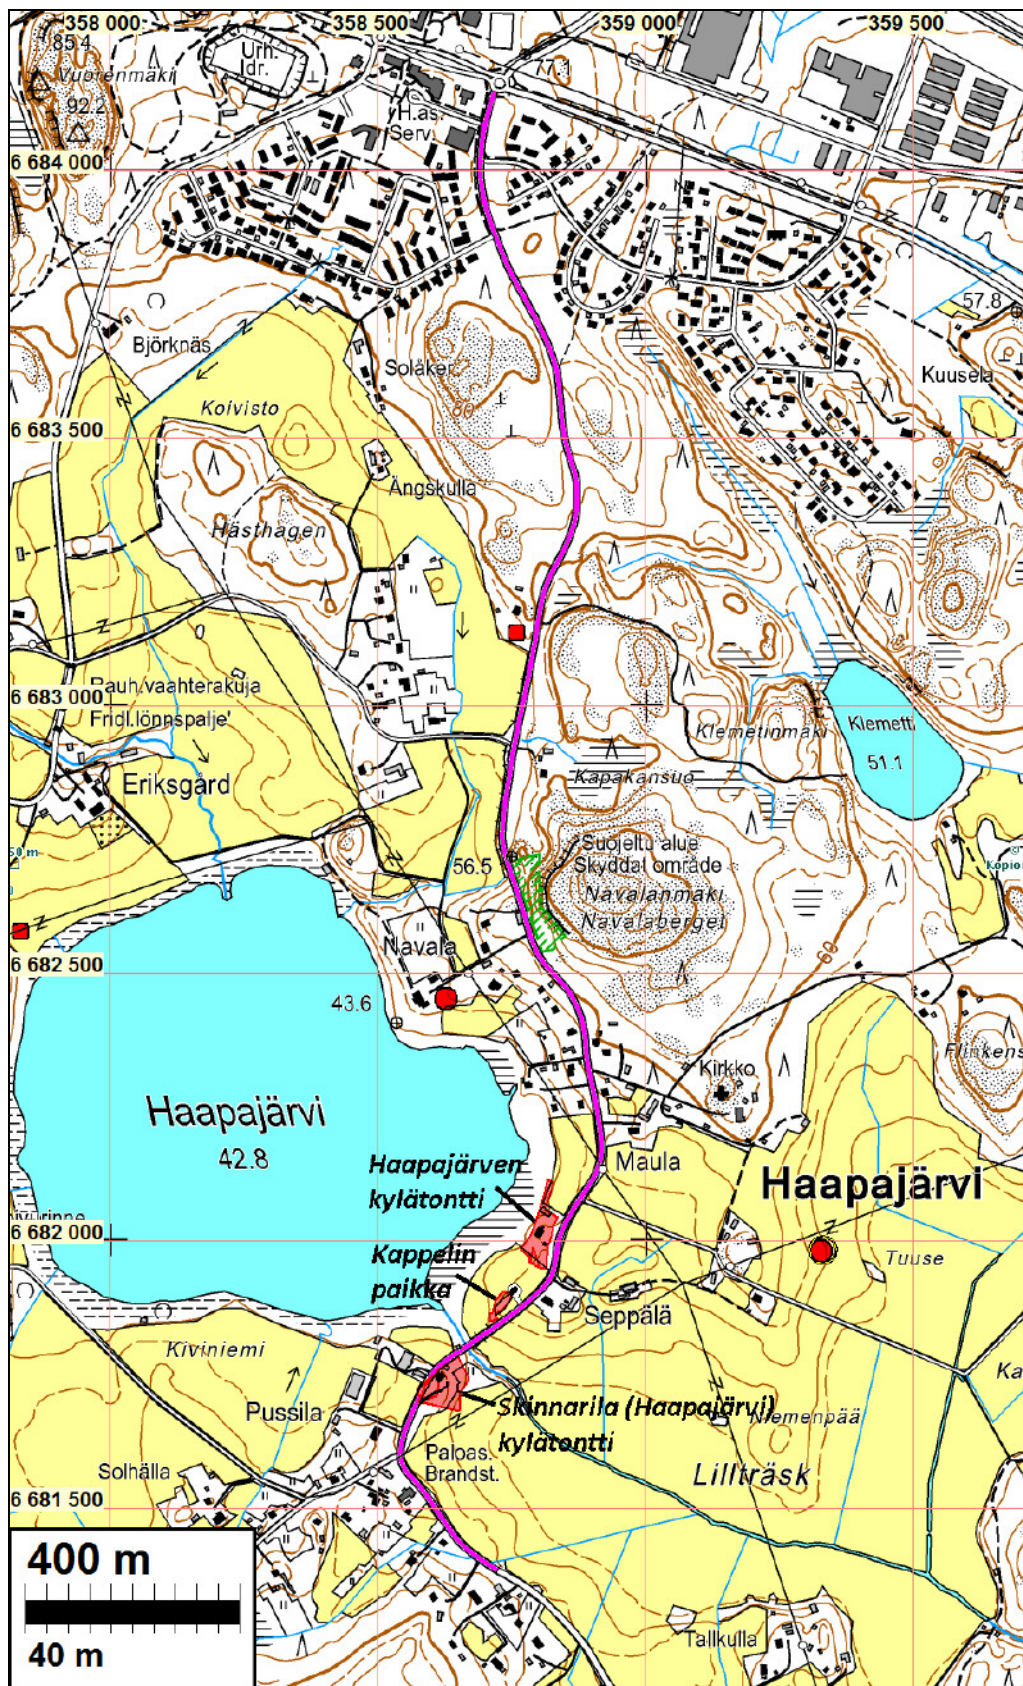 358 000
358 500
359 000
359 500
85.4
Vuorenmäki
92.2
Urh.
Idr.
77.1
H.as.
Serv.
6 684 000
57.8
Björknäs
Solåker
Kuusela
Koivisto
80
6 683 500
Ängskulla
Hästhagen
Rauh.vaahterakuja
Fridl.lönnspalje'
6 683 000
Klemetti
51.1
Klemetinmäki
Kapakansuo
Eriksgård
Suojeltu alue
Skyddat område
56.5
Navalanmäki
Navalaberget
Navala
6 682 500
60
43.6
Flinkens
Kirkko
Haapajärvi
42.8
Maula
Haapajärven
kylätontti
Haapajärvi
6 682 000
Kappelin
paikka
Tuuse
Seppälä
Kiviniemi
Ka
Pussila
Skinnarila (Haapajärvi)
kylätontti
Niemenpää
Paloas.
Brandst.
Solhälla
Lillträsk
6 681 500
400 m
40 m
Tallkulla